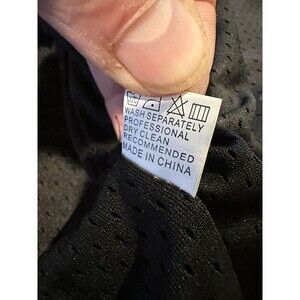 WASH SEPARATELY
PROFESSIONAL
DRY CLEAN
RECOMMENDED
MADE IN CHINA